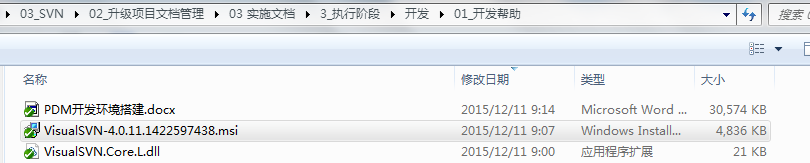 03_SVN ▸ 02_升级项目文档管理 ▸ 03 实施文档 ▸ 3_执行阶段 ▸ 开发 ▸ 01_开发帮助 搜索
名称 修改日期 类型 大小
PDM开发环境搭建.docx 2015/12/11 9:14 Microsoft Word ... 30,574 KB
VisualSVN-4.0.11.1422597438.msi 2015/12/11 9:07 Windows Install... 4,836 KB
VisualSVN.Core.L.dll 2015/12/11 9:00 应用程序扩展 21 KB